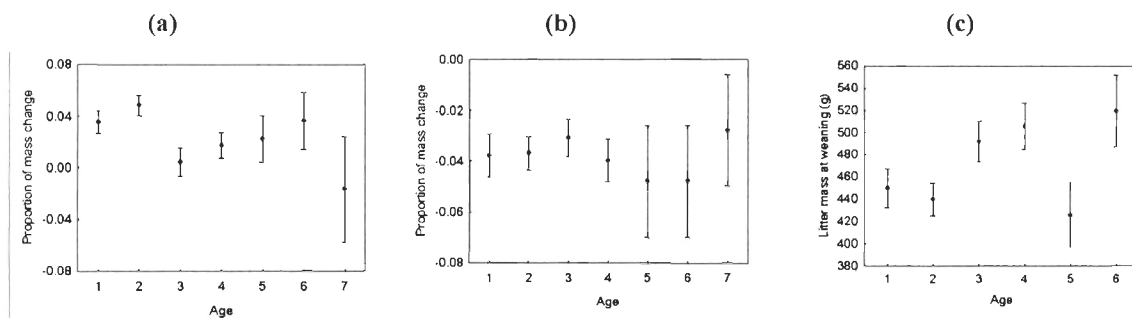 (a)
(b)
(c)
0.08
0.04
0.00
-0.04
-0.08
Proportion of mass change
1 2 3 4 5 6 7
Age
0.00
-0.02
-0.04
-0.06
-0.08
Proportion of mass change
1 2 3 4 5 6 7
Age
560
540
520
500
480
460
440
420
400
380
Litter mass at weaning (g)
1 2 3 4 5 6
Age